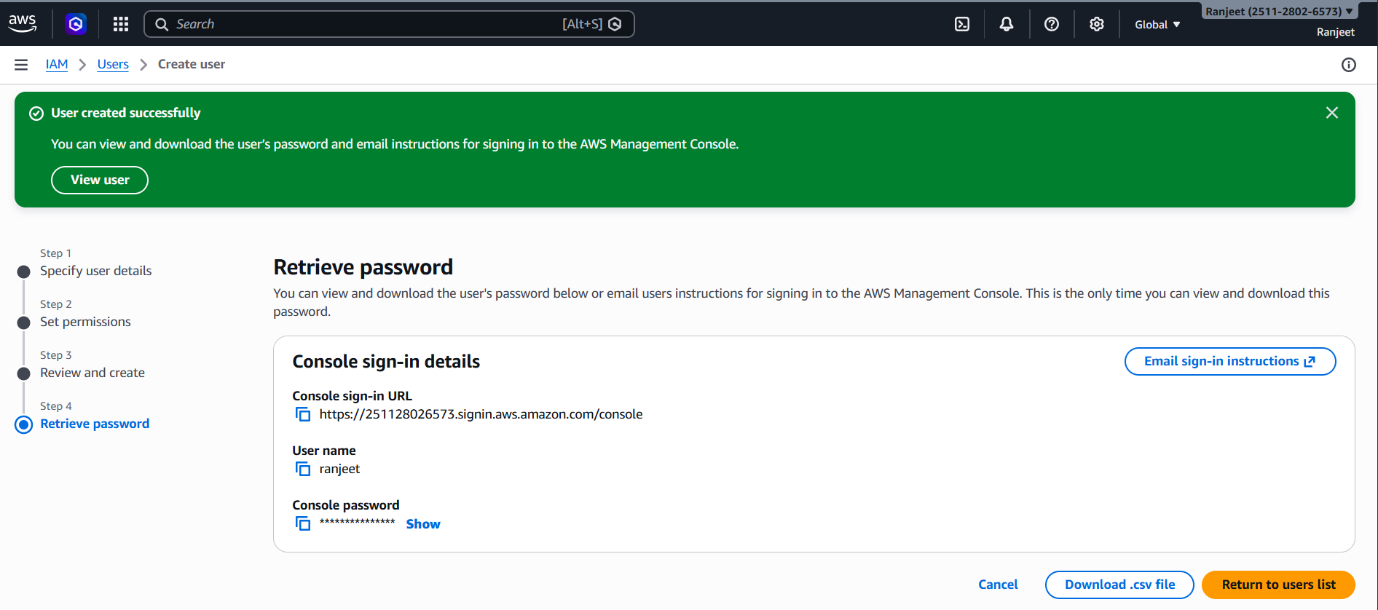 aws
Search
[Alt+S]
Global
Ranjeet (2511-2802-6573)
Ranjeet
IAM
Users
Create user
User created successfully
You can view and download the user's password and email instructions for signing in to the AWS Management Console.
View user
Step 1
Specify user details
Step 2
Set permissions
Step 3
Review and create
Step 4
Retrieve password
Retrieve password
You can view and download the user's password below or email users instructions for signing in to the AWS Management Console. This is the only time you can view and download this
password.
Console sign-in details
Email sign-in instructions
Console sign-in URL
https://251128026573.signin.aws.amazon.com/console
User name
ranjeet
Console password
*************** Show
Cancel
Download .csv file
Return to users list